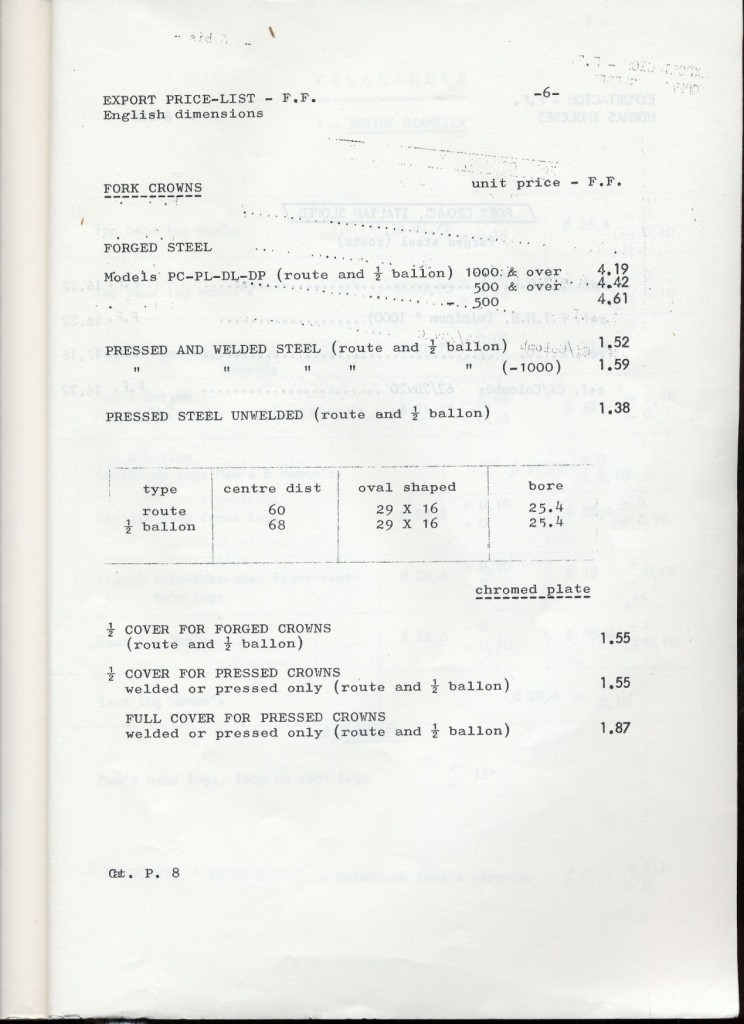 EXPORT PRICE-LIST - F.F.
-6-
English dimensions
FORK CROWNS
unit price - F.F.
FORGED STEEL
Models PC-PL-DL-DP (route and ½ ballon) 1000 & over 4.19
500 & over 4.42
- 500 4.61
PRESSED AND WELDED STEEL (route and ½ ballon) 1.52
" " " " " (-1000) 1.59
PRESSED STEEL UNWELDED (route and ½ ballon) 1.38
type centre dist oval shaped bore
route 60 29 X 16 25.4
½ ballon 68 29 X 16 25.4
chromed plate
½ COVER FOR FORGED CROWNS
(route and ½ ballon) 1.55
½ COVER FOR PRESSED CROWNS
welded or pressed only (route and ½ ballon) 1.55
FULL COVER FOR PRESSED CROWNS
welded or pressed only (route and ½ ballon) 1.87
Cat. P. 8